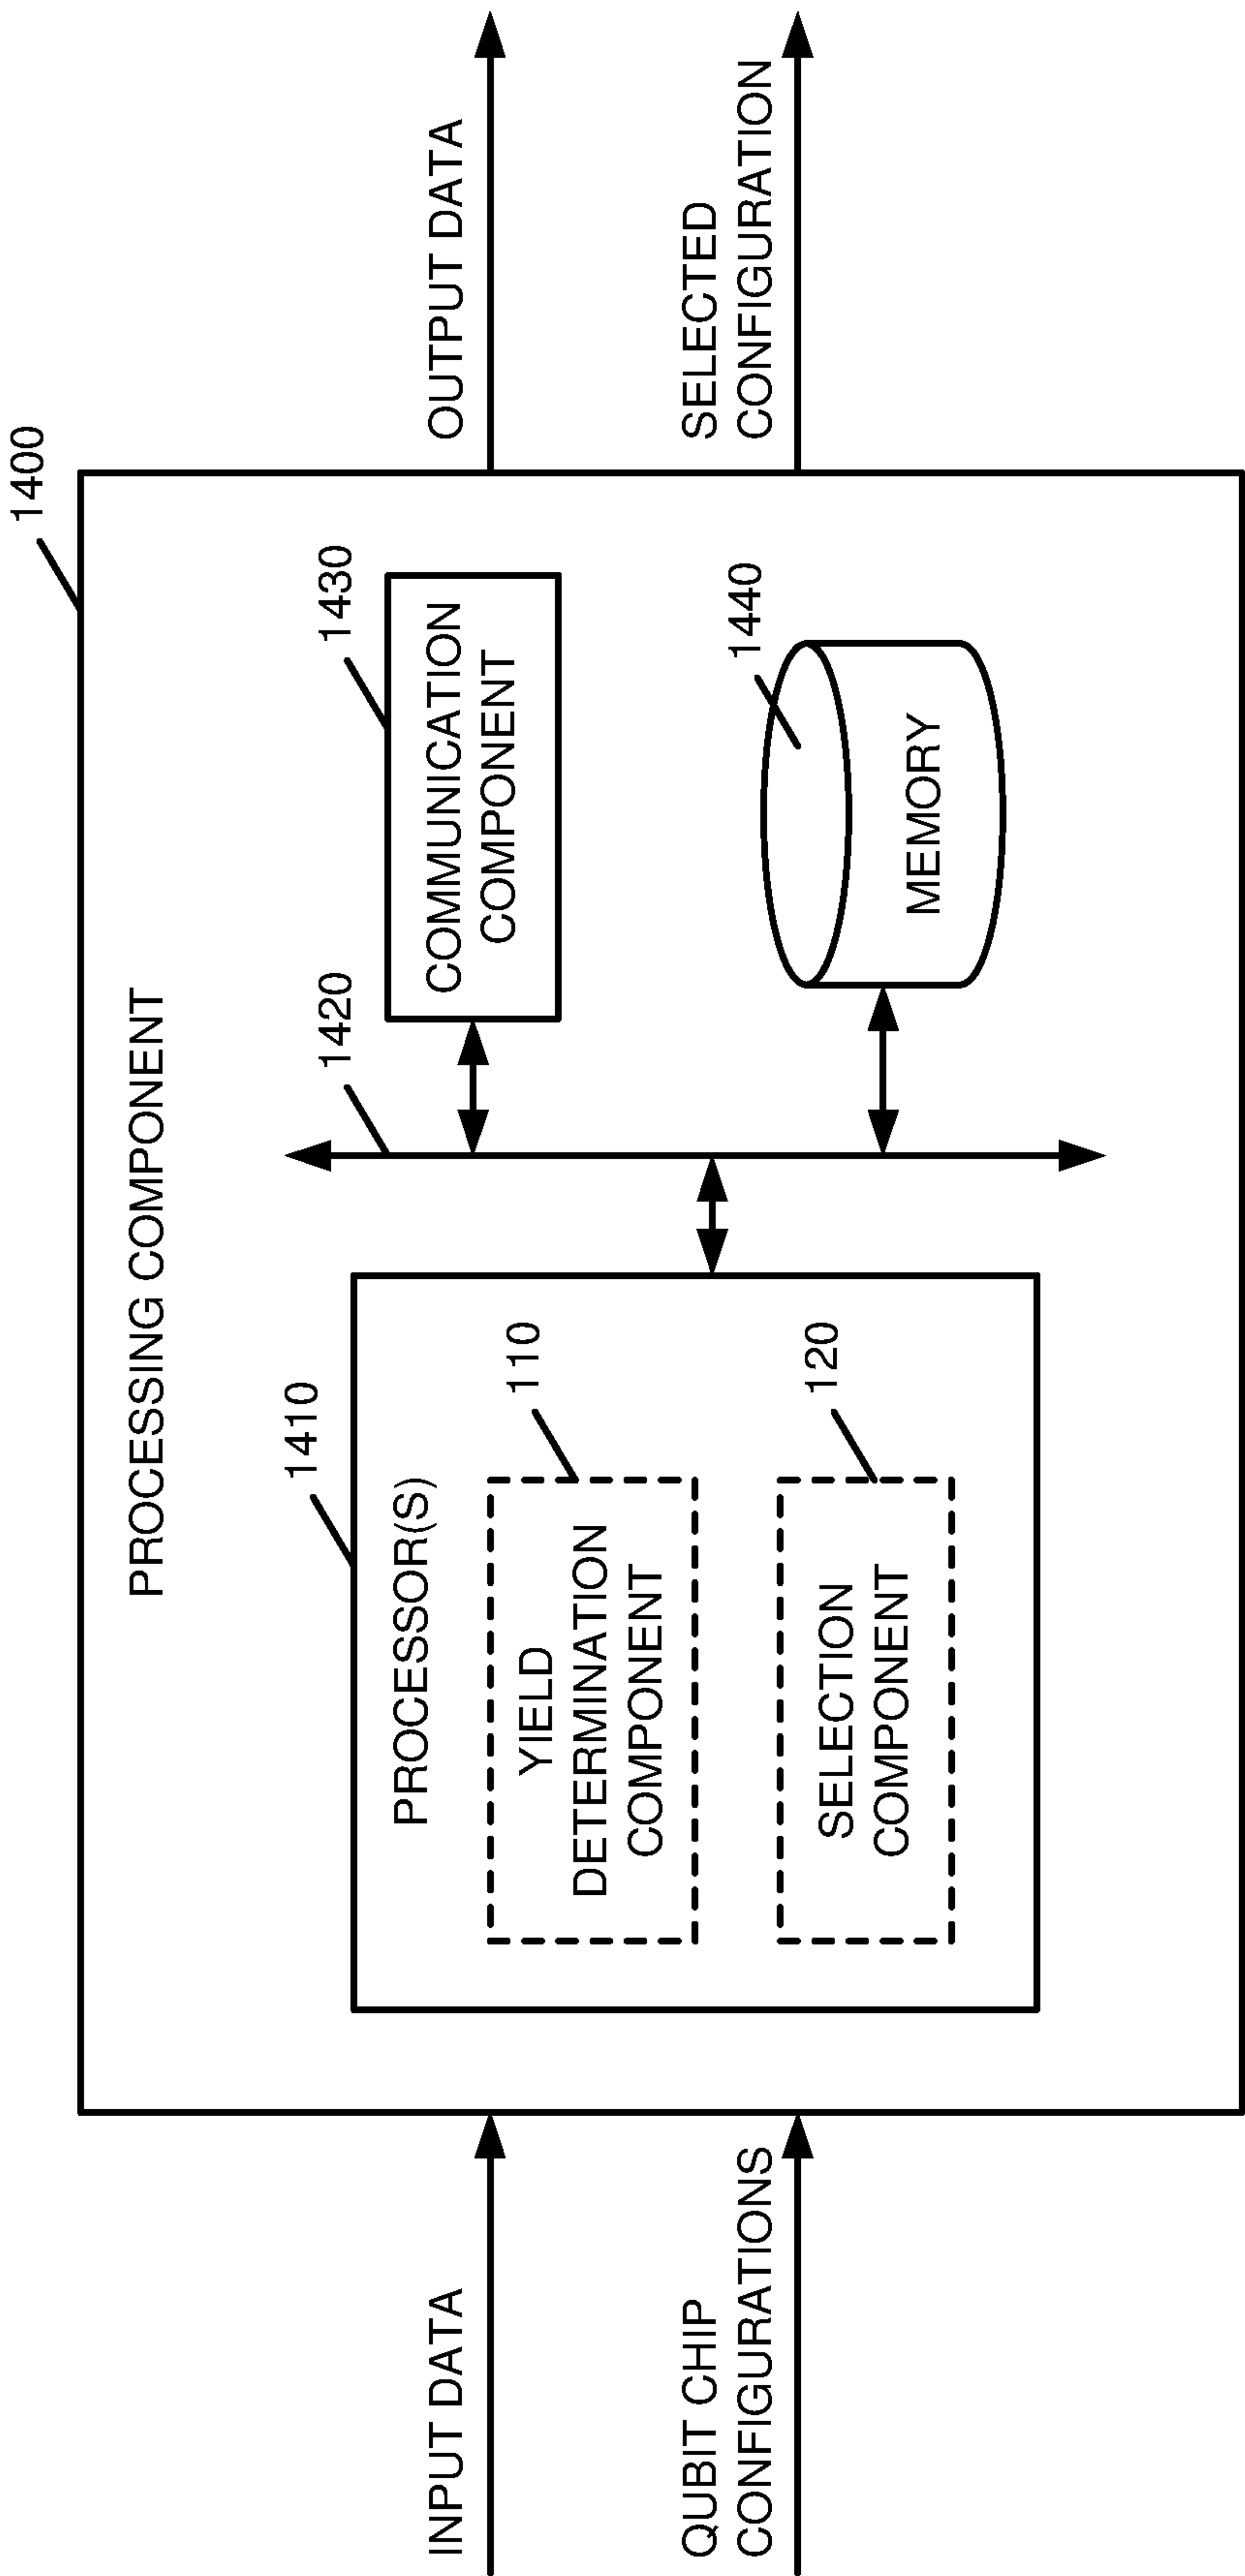 1400
PROCESSING COMPONENT
INPUT DATA
QUBIT CHIP
CONFIGURATIONS
1410
PROCESSOR(S)
110
YIELD
DETERMINATION
COMPONENT
120
SELECTION
COMPONENT
1420
1430
COMMUNICATION
COMPONENT
1440
MEMORY
OUTPUT DATA
SELECTED
CONFIGURATION